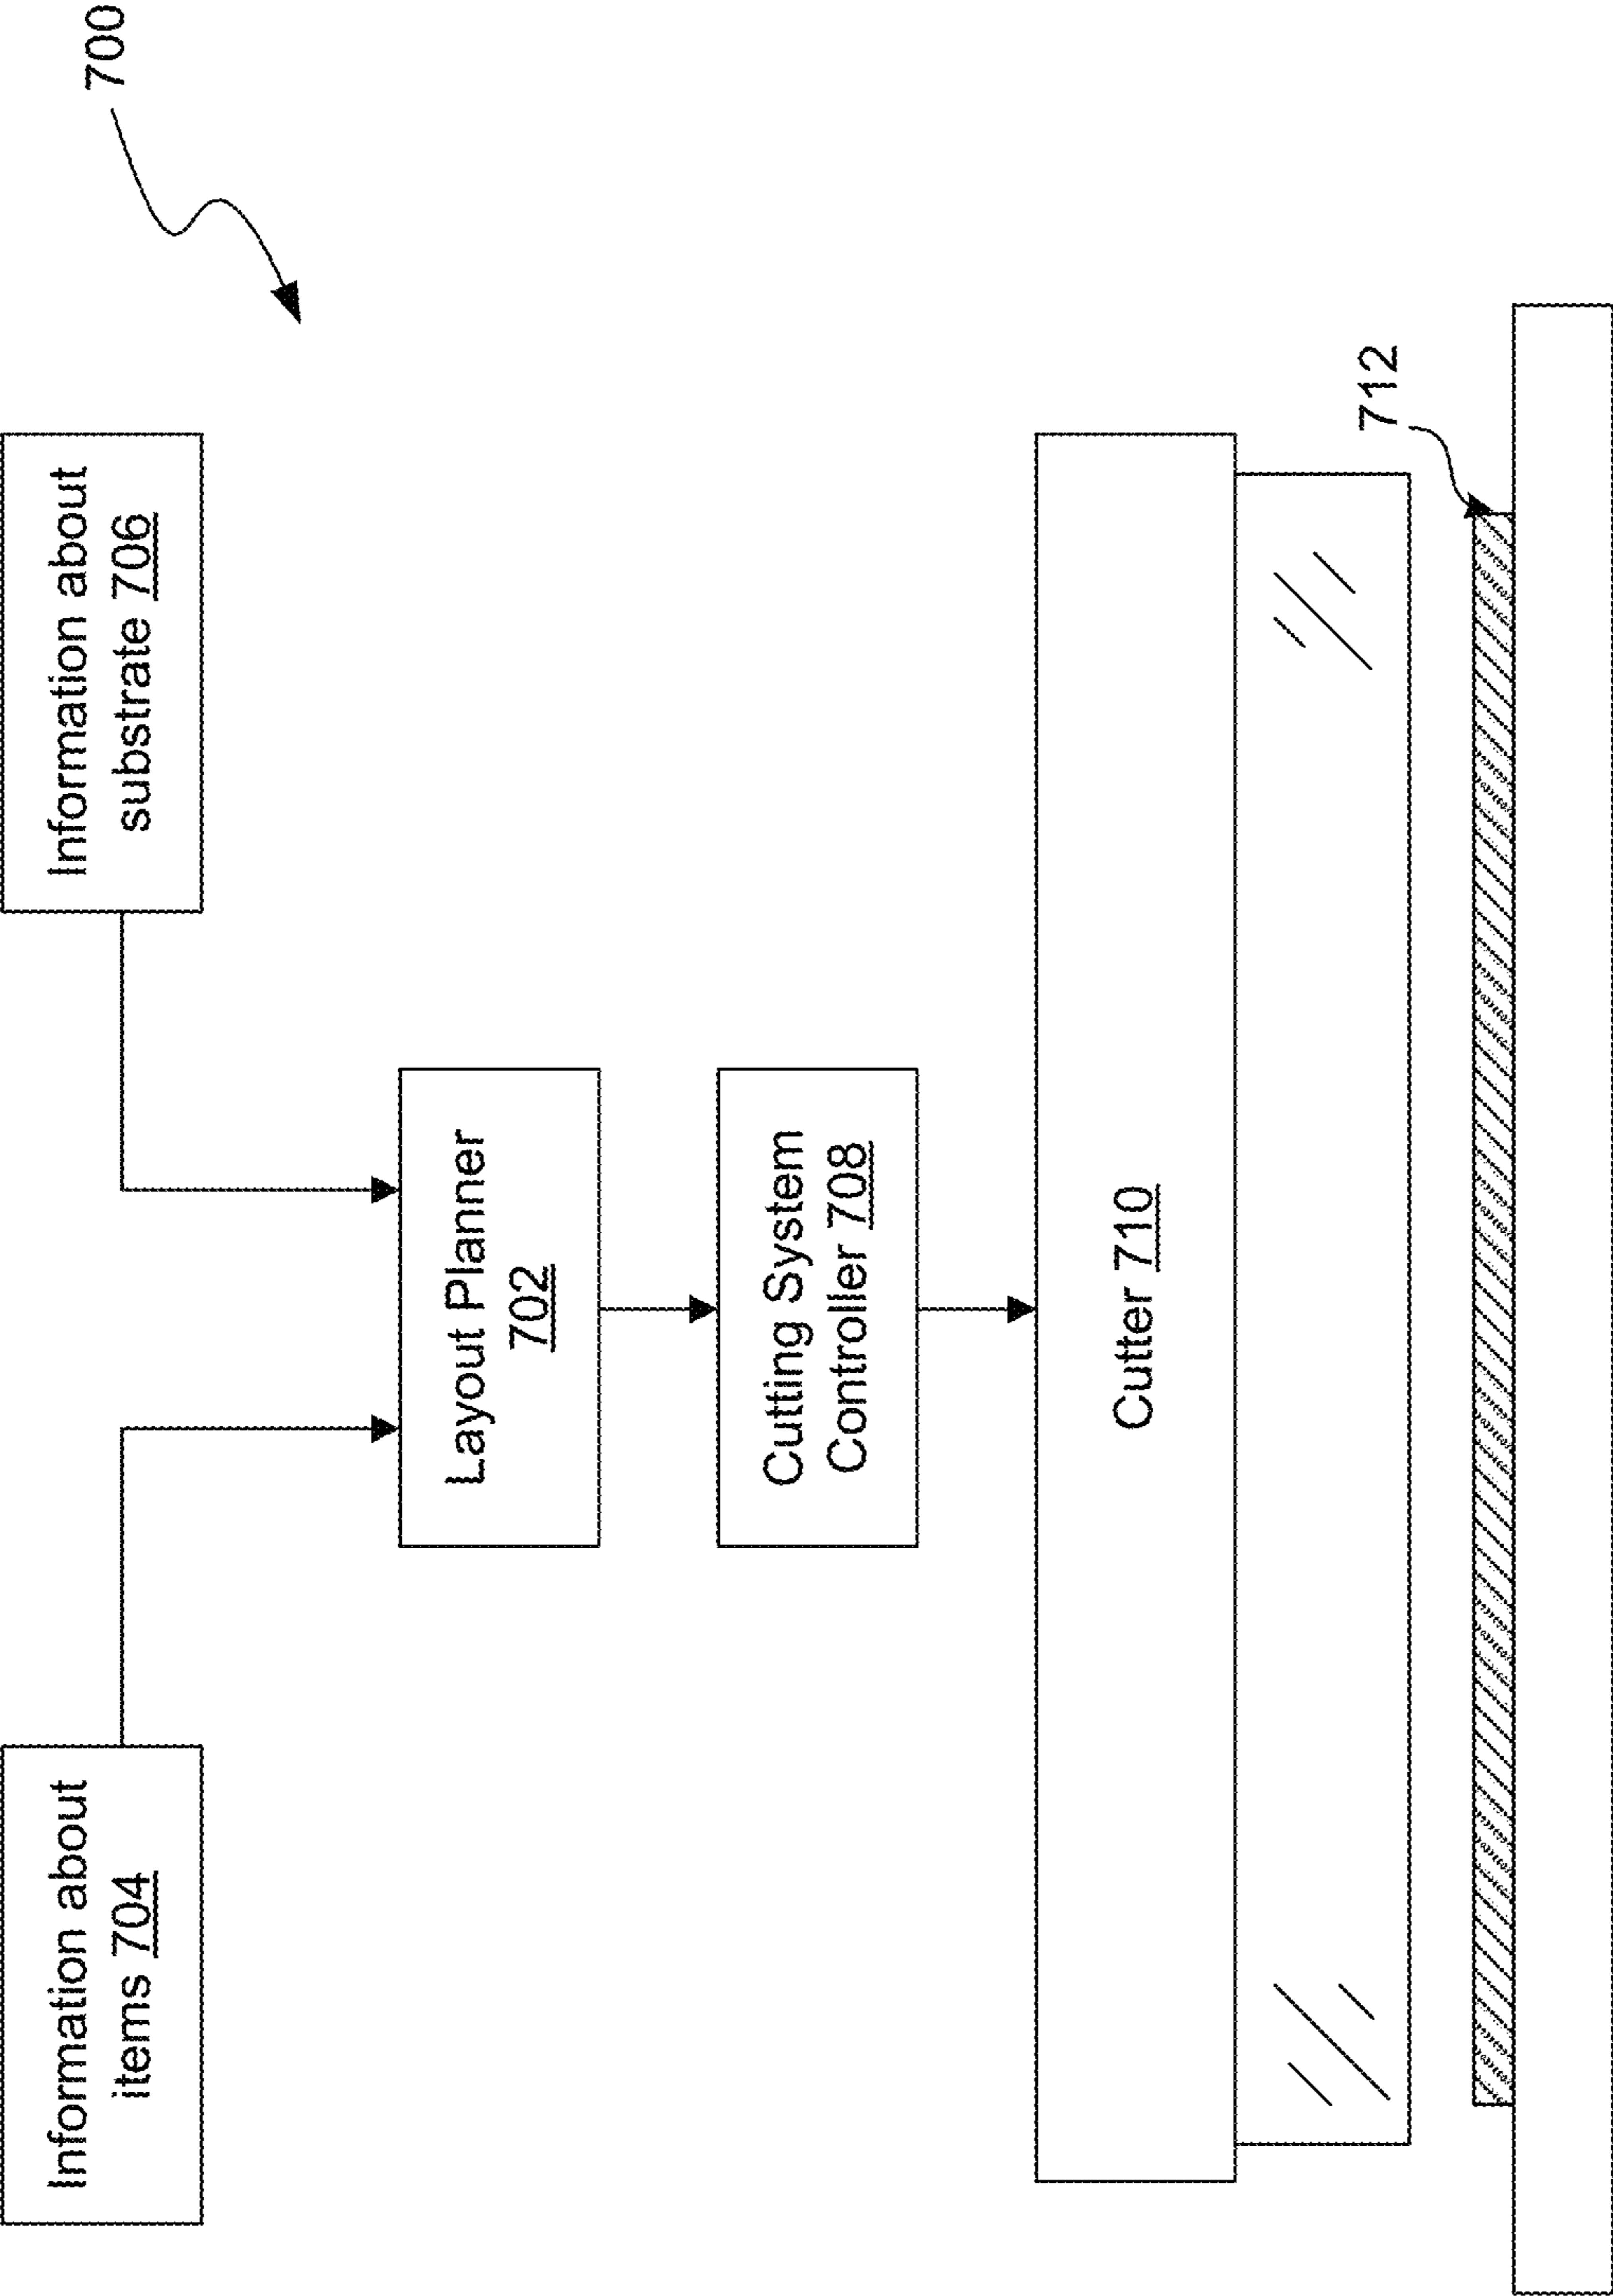 700
Information about
items 704
Information about
substrate 706
Layout Planner
702
Cutting System
Controller 708
Cutter 710
712